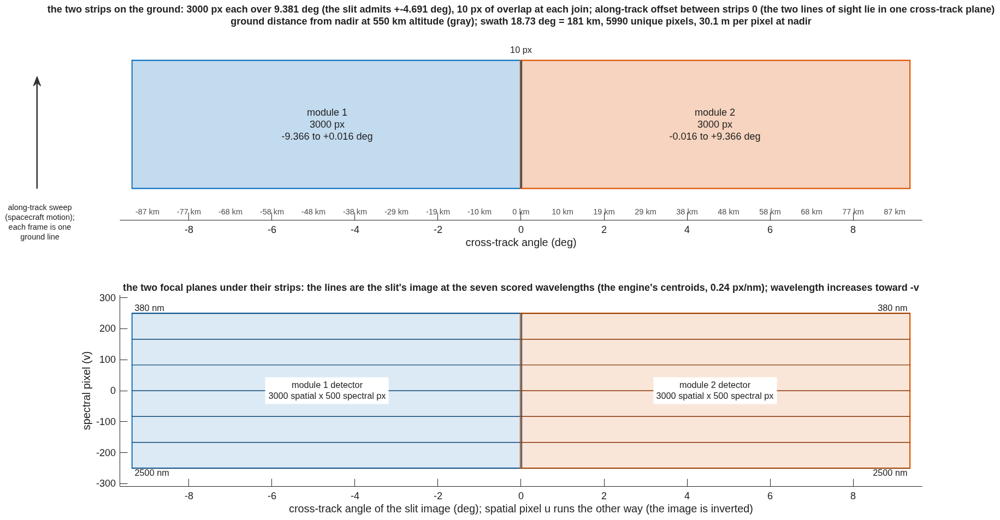 the two strips on the ground: 3000 px each over 9.381 deg (the slit admits +-4.691 deg), 10 px of overlap at each join; along-track offset between strips 0 (the two lines of sight lie in one cross-track plane)
ground distance from nadir at 550 km altitude (gray); swath 18.73 deg = 181 km, 5990 unique pixels, 30.1 m per pixel at nadir
10 px
module 1
3000 px
-9.366 to +0.016 deg
module 2
3000 px
-0.016 to +9.366 deg
along-track sweep
(spacecraft motion);
each frame is one
ground line
-87 km -77 km -68 km -58 km -48 km -38 km -29 km -19 km -10 km 0 km 10 km 19 km 29 km 38 km 48 km 58 km 68 km 77 km 87 km
-8 -6 -4 -2 0 2 4 6 8
cross-track angle (deg)
the two focal planes under their strips: the lines are the slit's image at the seven scored wavelengths (the engine's centroids, 0.24 px/nm); wavelength increases toward -v
300
200
100
0
-100
-200
-300
spectral pixel (v)
380 nm
380 nm
module 1 detector
3000 spatial x 500 spectral px
module 2 detector
3000 spatial x 500 spectral px
2500 nm
2500 nm
-8 -6 -4 -2 0 2 4 6 8
cross-track angle of the slit image (deg); spatial pixel u runs the other way (the image is inverted)